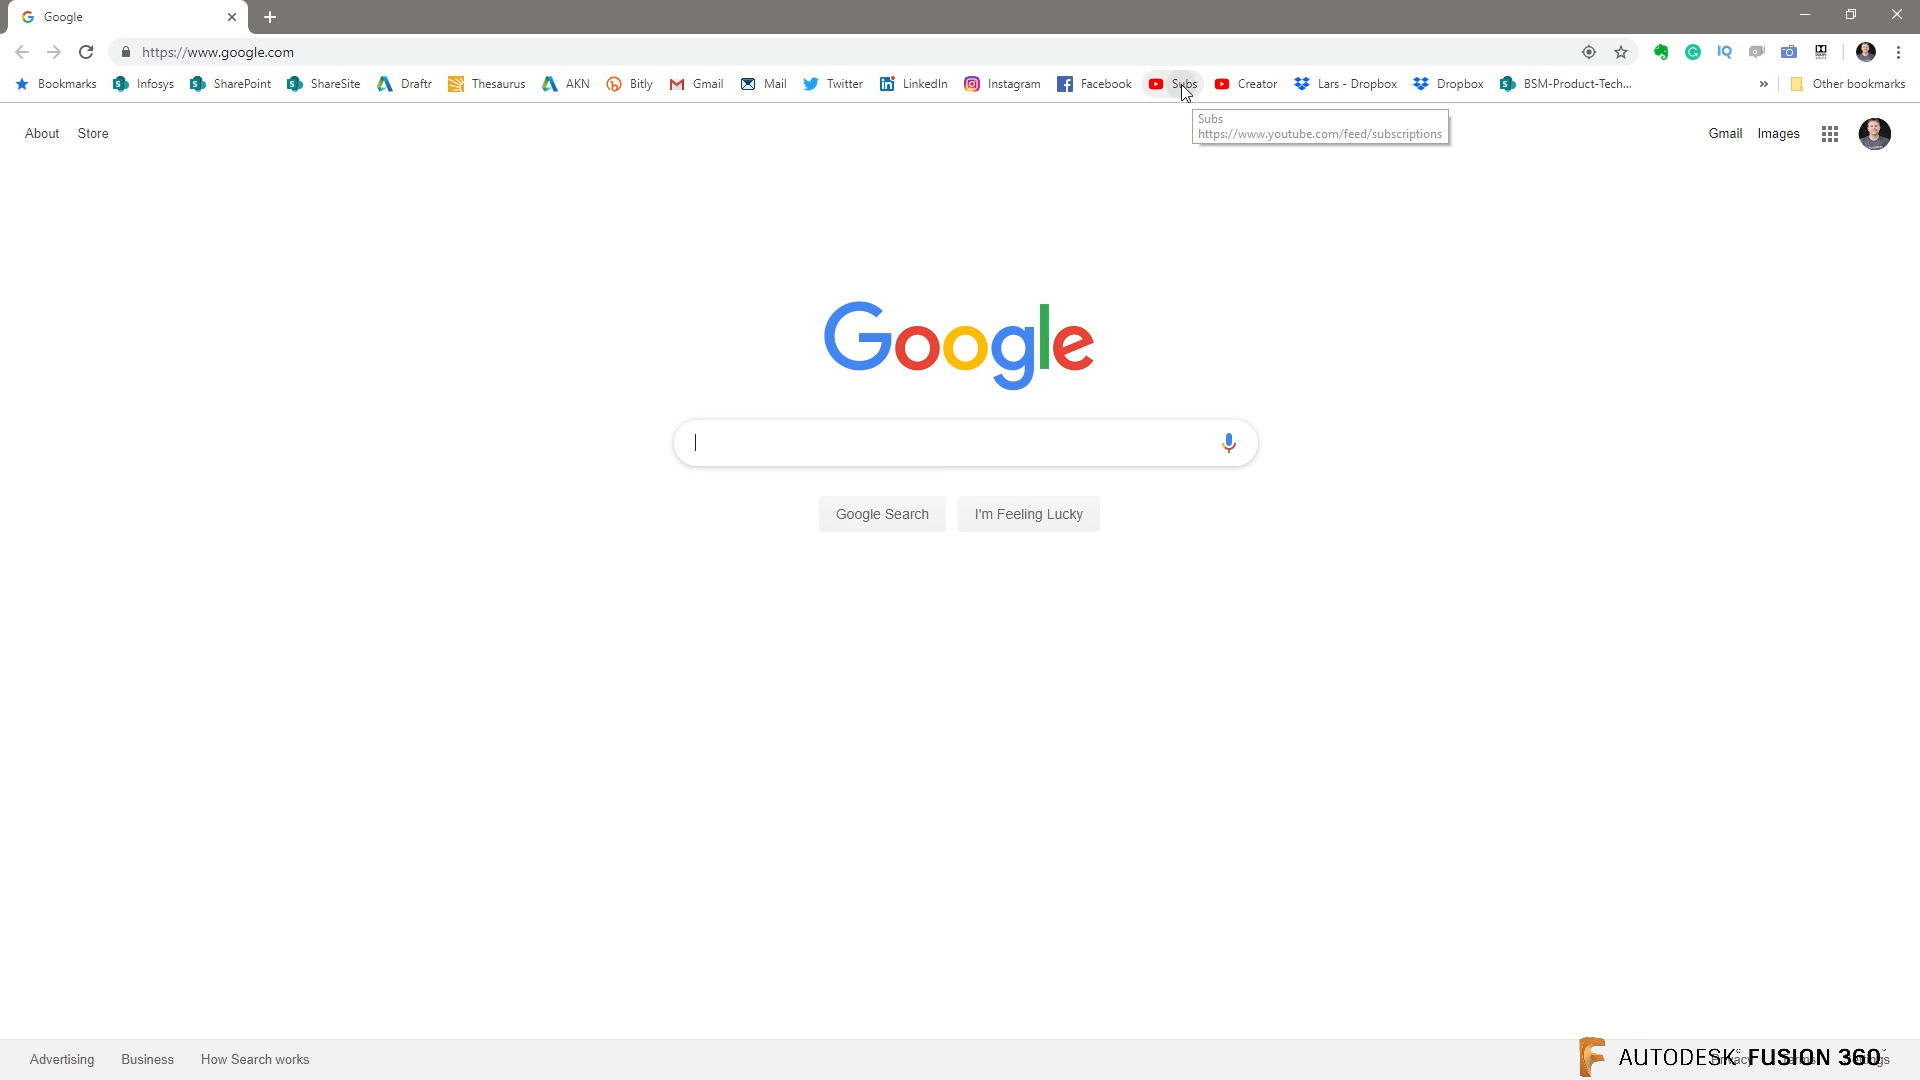 Google
https://www.google.com
Bookmarks Infosys SharePoint ShareSite Draftr Thesaurus AKN Bitly Gmail Mail Twitter LinkedIn Instagram Facebook Subs Creator Lars - Dropbox Dropbox BSM-Product-Tech... » Other bookmarks
Subs
https://www.youtube.com/feed/subscriptions
About Store Gmail Images
Google
Google Search I'm Feeling Lucky
Advertising Business How Search works
AUTODESK FUSION 360